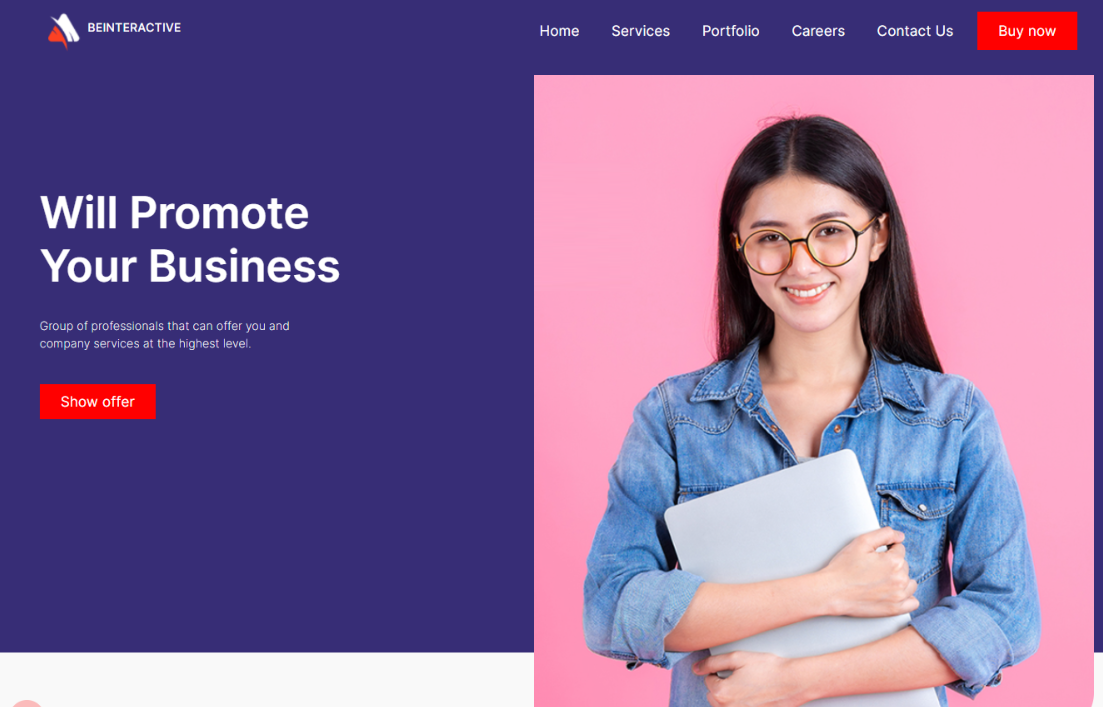 BEINTERACTIVE
Home Services Portfolio Careers Contact Us Buy now
Will Promote
Your Business
Group of professionals that can offer you and
company services at the highest level.
Show offer